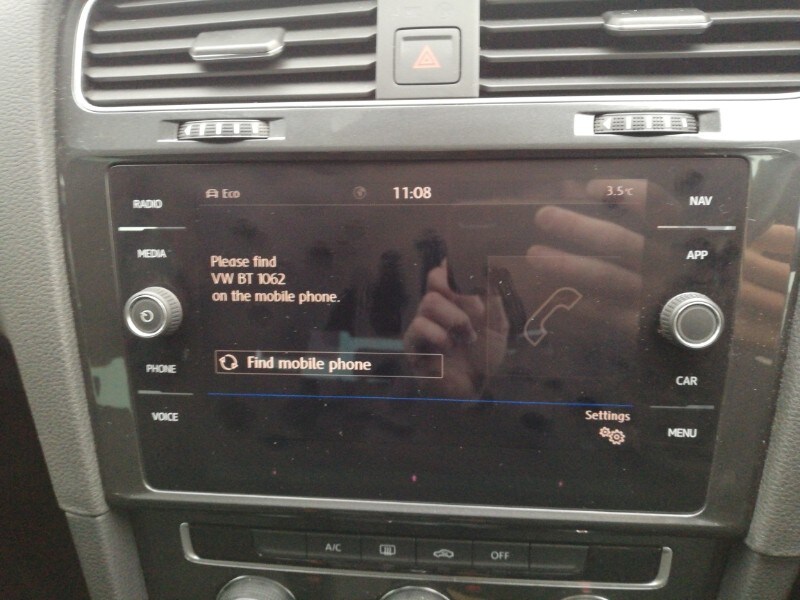 RADIO
MEDIA
PHONE
VOICE
Eco
11:08
3.5°C
Please find
VW BT 1062
on the mobile phone.
Find mobile phone
Settings
NAV
APP
CAR
MENU
A/C
OFF